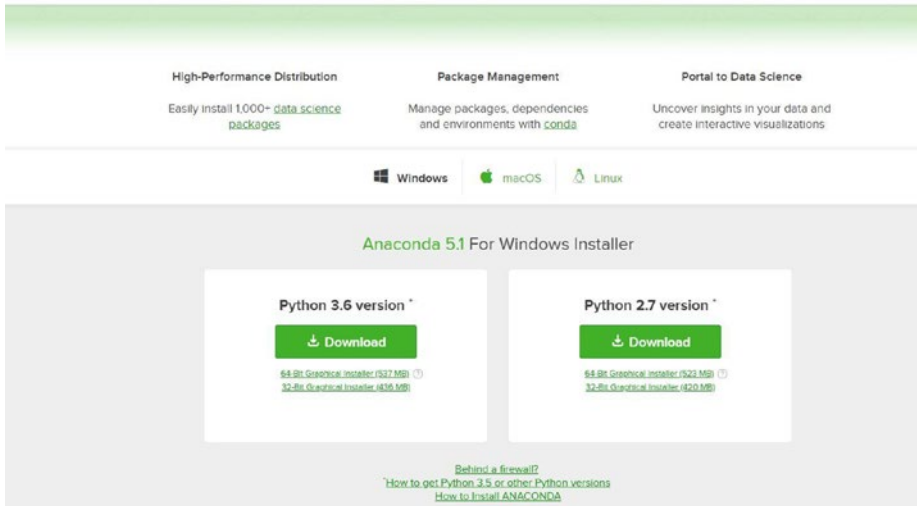 High-Performance Distribution
Easily install 1,000+ data science
packages
Package Management
Manage packages, dependencies
and environments with conda
Portal to Data Science
Uncover insights in your data and
create interactive visualizations
Windows
macOS
Linux
Anaconda 5.1 For Windows Installer
Python 3.6 version *
Download
64-Bit Graphical Installer (537 MB) ?
32-Bit Graphical Installer (436 MB)
Python 2.7 version *
Download
64-Bit Graphical Installer (523 MB) ?
32-Bit Graphical Installer (420 MB)
Behind a firewall?
*How to get Python 3.5 or other Python versions
How to Install ANACONDA